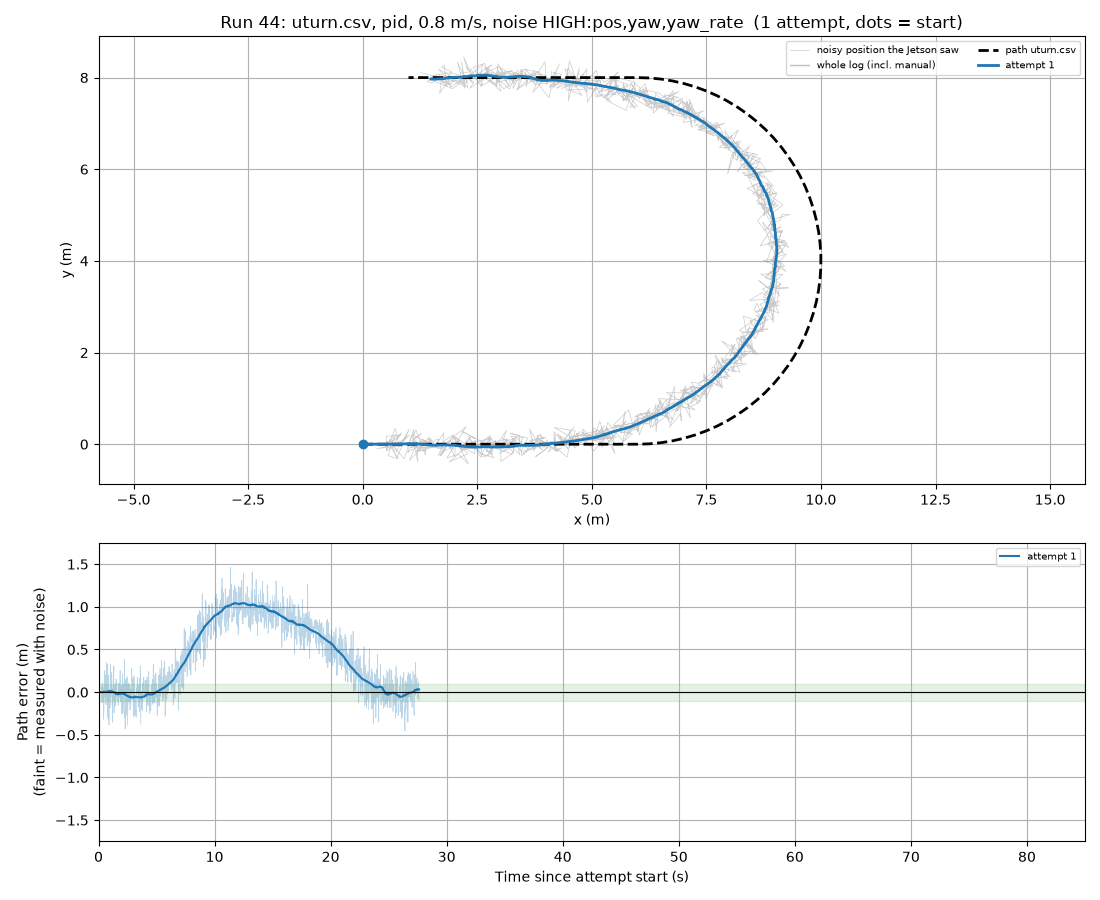 Run 44: uturn.csv, pid, 0.8 m/s, noise HIGH:pos,yaw,yaw_rate  (1 attempt, dots = start)
noisy position the Jetson saw
whole log (incl. manual)
path uturn.csv
attempt 1
8
6
4
2
0
y (m)
−5.0 −2.5 0.0 2.5 5.0 7.5 10.0 12.5 15.0
x (m)
attempt 1
1.5
1.0
0.5
0.0
−0.5
−1.0
−1.5
Path error (m)
(faint = measured with noise)
0 10 20 30 40 50 60 70 80
Time since attempt start (s)